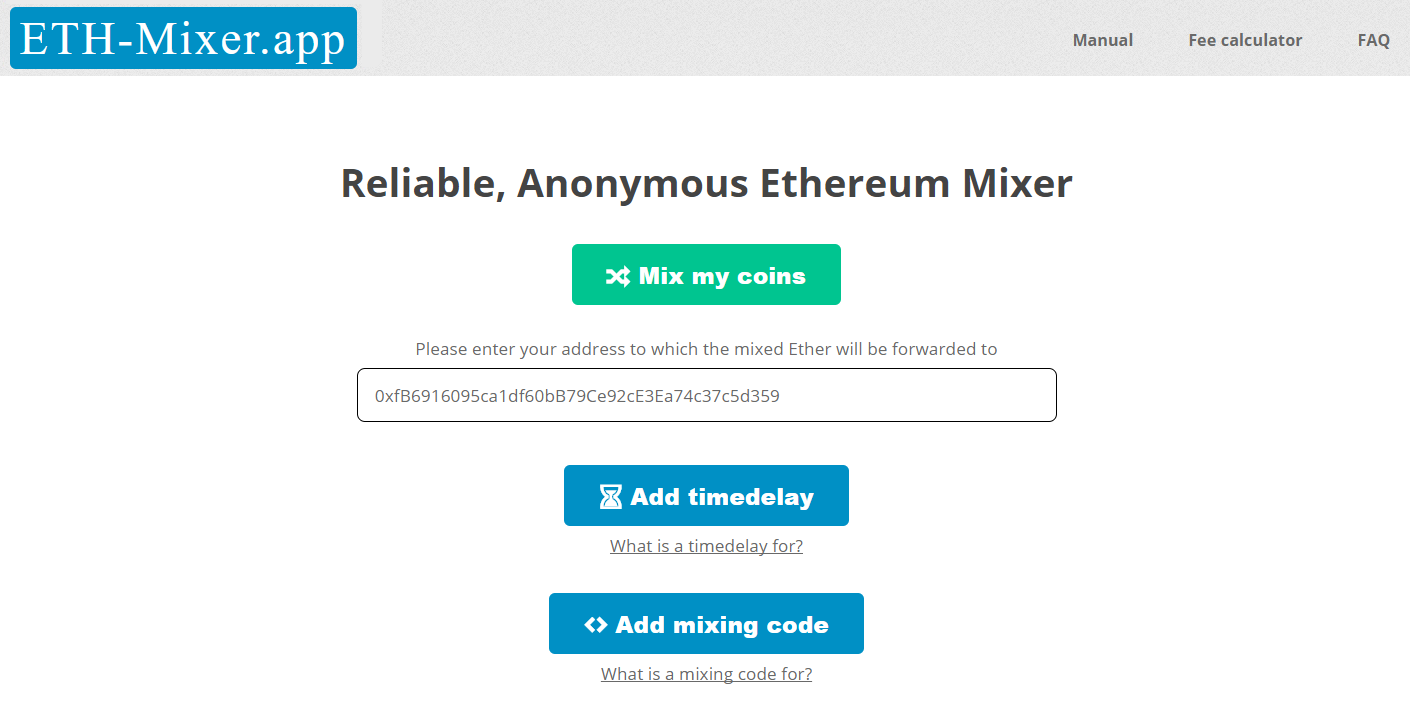 ETH-Mixer.app
Manual
Fee calculator
FAQ
Reliable, Anonymous Ethereum Mixer
Mix my coins
Please enter your address to which the mixed Ether will be forwarded to
0xfB6916095ca1df60bB79Ce92cE3Ea74c37c5d359
Add timedelay
What is a timedelay for?
Add mixing code
What is a mixing code for?